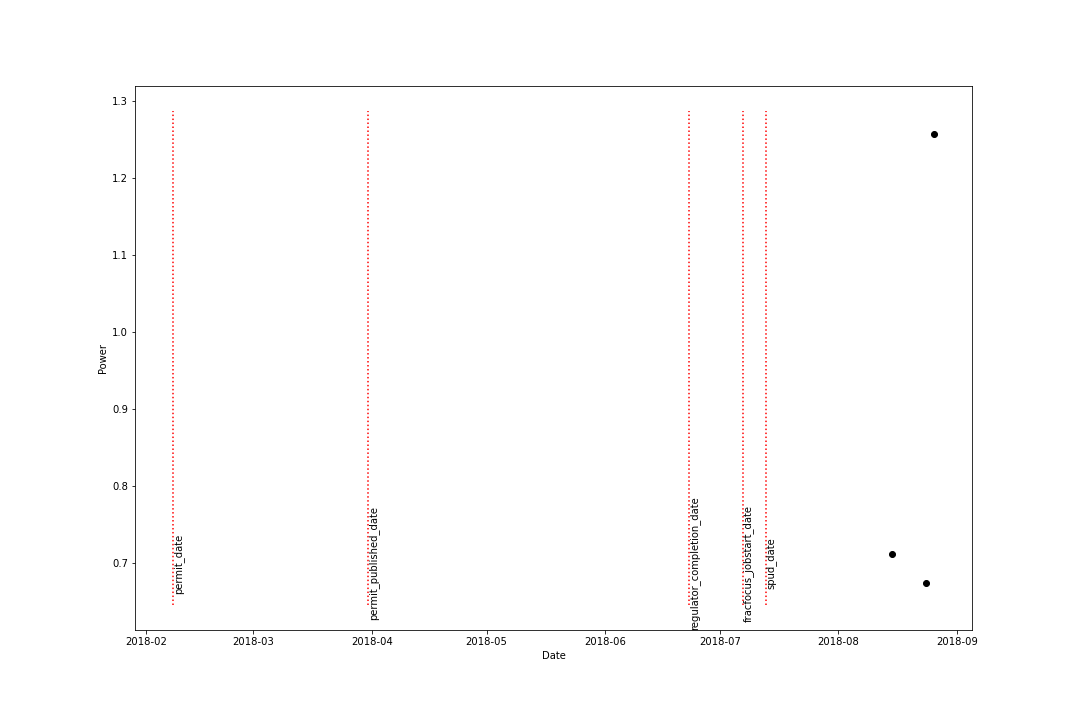 1.3
1.2
1.1
1.0
0.9
0.8
0.7
Power
permit_date
permit_published_date
regulator_completion_date
fracfocus_jobstart_date
spud_date
2018-02 2018-03 2018-04 2018-05 2018-06 2018-07 2018-08 2018-09
Date